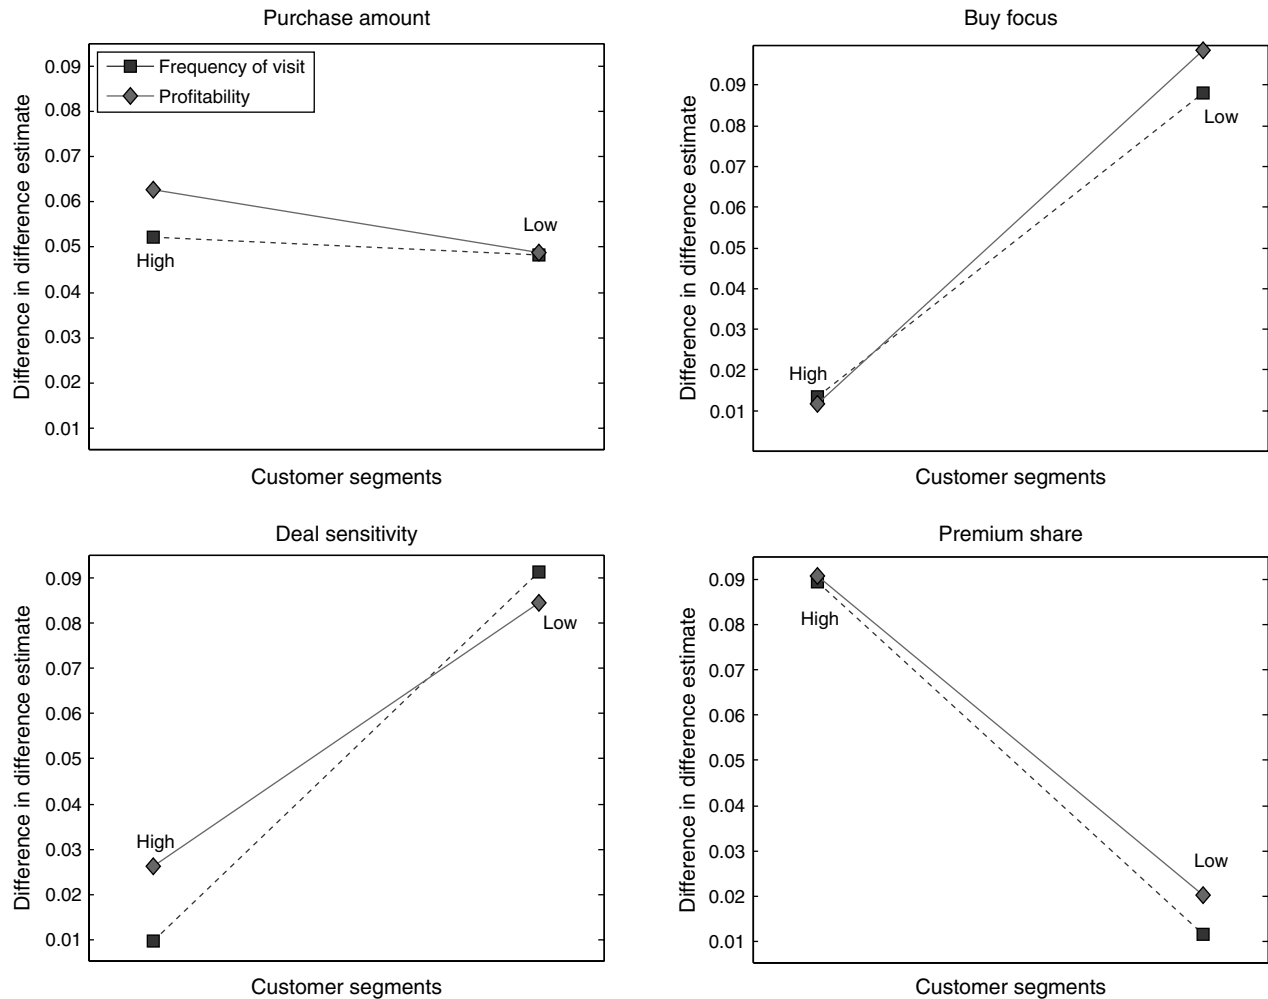 Purchase amount
Difference in difference estimate
0.09
0.08
0.07
0.06
0.05
0.04
0.03
0.02
0.01
Frequency of visit
Profitability
High
Low
Customer segments
Buy focus
Difference in difference estimate
0.09
0.08
0.07
0.06
0.05
0.04
0.03
0.02
0.01
High
Low
Customer segments
Deal sensitivity
Difference in difference estimate
0.09
0.08
0.07
0.06
0.05
0.04
0.03
0.02
0.01
High
Low
Customer segments
Premium share
Difference in difference estimate
0.09
0.08
0.07
0.06
0.05
0.04
0.03
0.02
0.01
High
Low
Customer segments